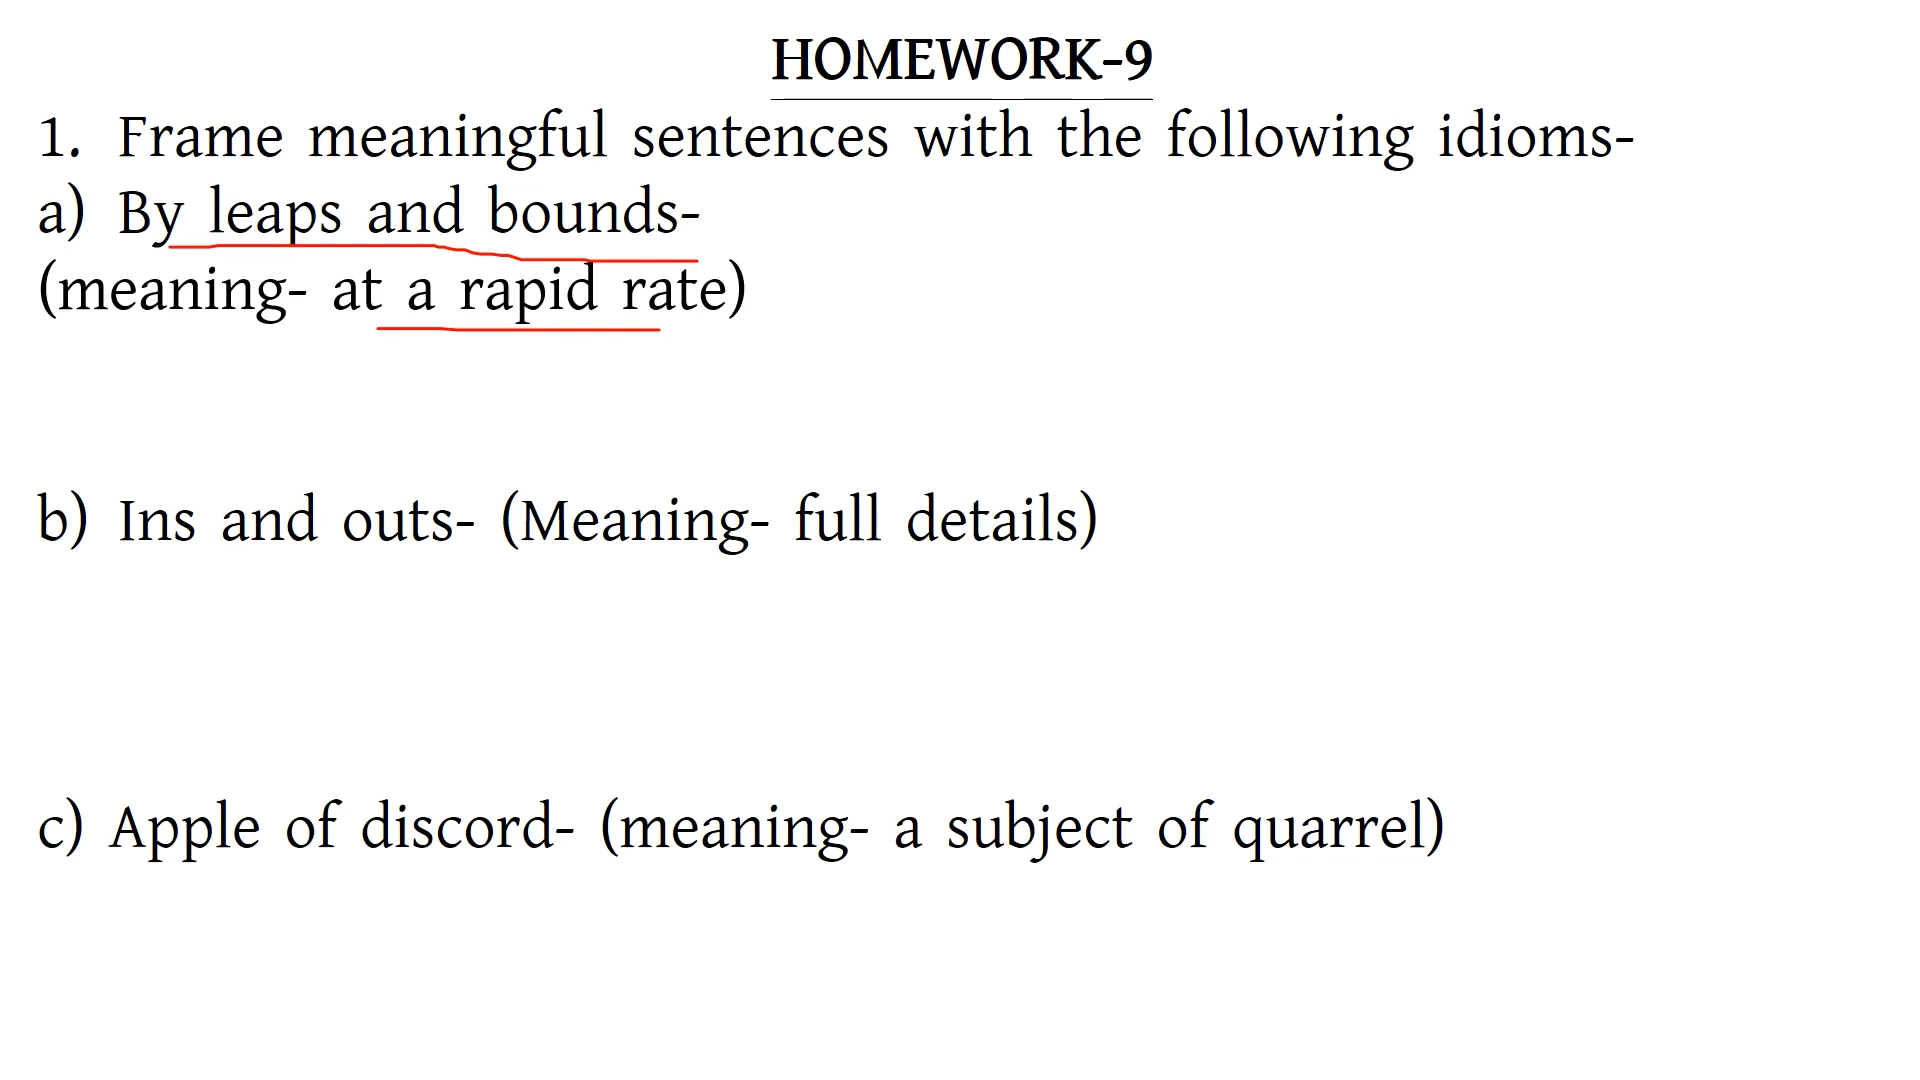 HOMEWORK-9
1. Frame meaningful sentences with the following idioms-
a) By leaps and bounds-
(meaning- at a rapid rate)
b) Ins and outs- (Meaning- full details)
c) Apple of discord- (meaning- a subject of quarrel)